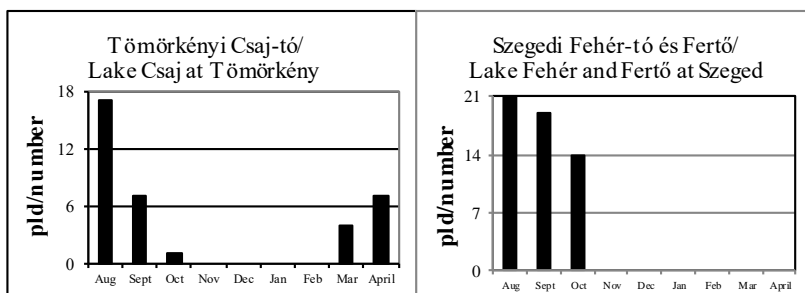 Tömörkényi Csaj-tó/
Lake Csaj at Tömörkény
pld/number
18
12
6
0
Aug Sept Oct Nov Dec Jan Feb Mar April
Szegedi Fehér-tó és Fertő/
Lake Fehér and Fertő at Szeged
pld/number
21
14
7
0
Aug Sept Oct Nov Dec Jan Feb Mar April